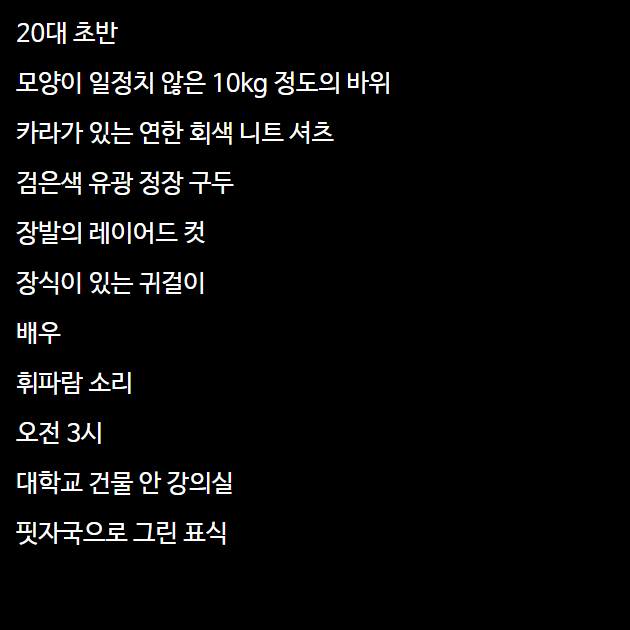 20대 초반
모양이 일정치 않은 10kg 정도의 바위
카라가 있는 연한 회색 니트 셔츠
검은색 유광 정장 구두
장발의 레이어드 컷
장식이 있는 귀걸이
배우
휘파람 소리
오전 3시
대학교 건물 안 강의실
핏자국으로 그린 표식